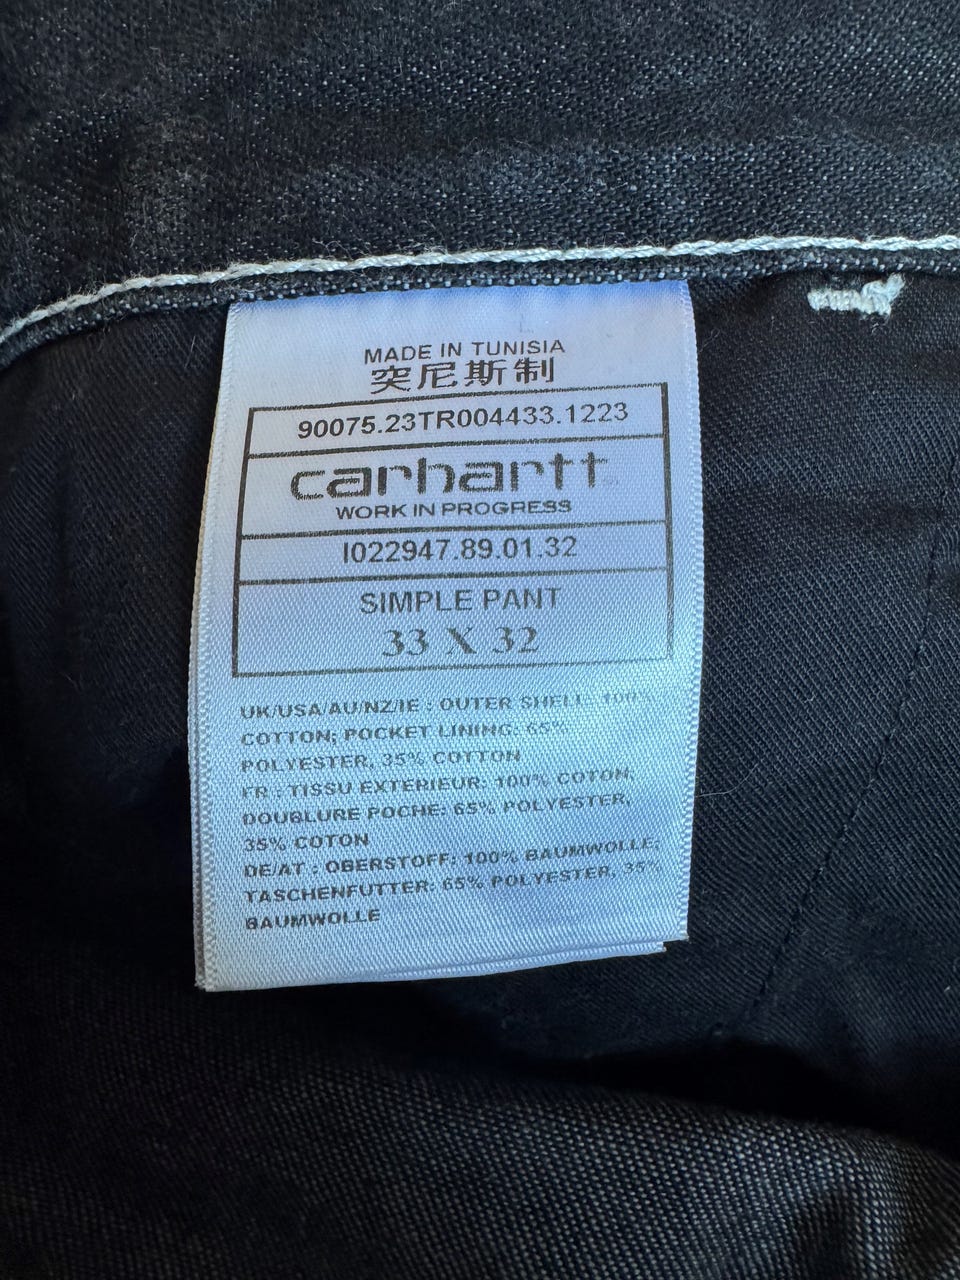 MADE IN TUNISIA
突尼斯制
90075.23TR004433.1223
carhartt
WORK IN PROGRESS
I022947.89.01.32
SIMPLE PANT
33 X 32
UK/USA/AU/NZ/IE : OUTER SHELL: 100%
COTTON; POCKET LINING: 65%
POLYESTER, 35% COTTON
FR : TISSU EXTERIEUR: 100% COTON;
DOUBLURE POCHE: 65% POLYESTER,
35% COTON
DE/AT : OBERSTOFF: 100% BAUMWOLLE;
TASCHENFUTTER: 65% POLYESTER, 35%
BAUMWOLLE